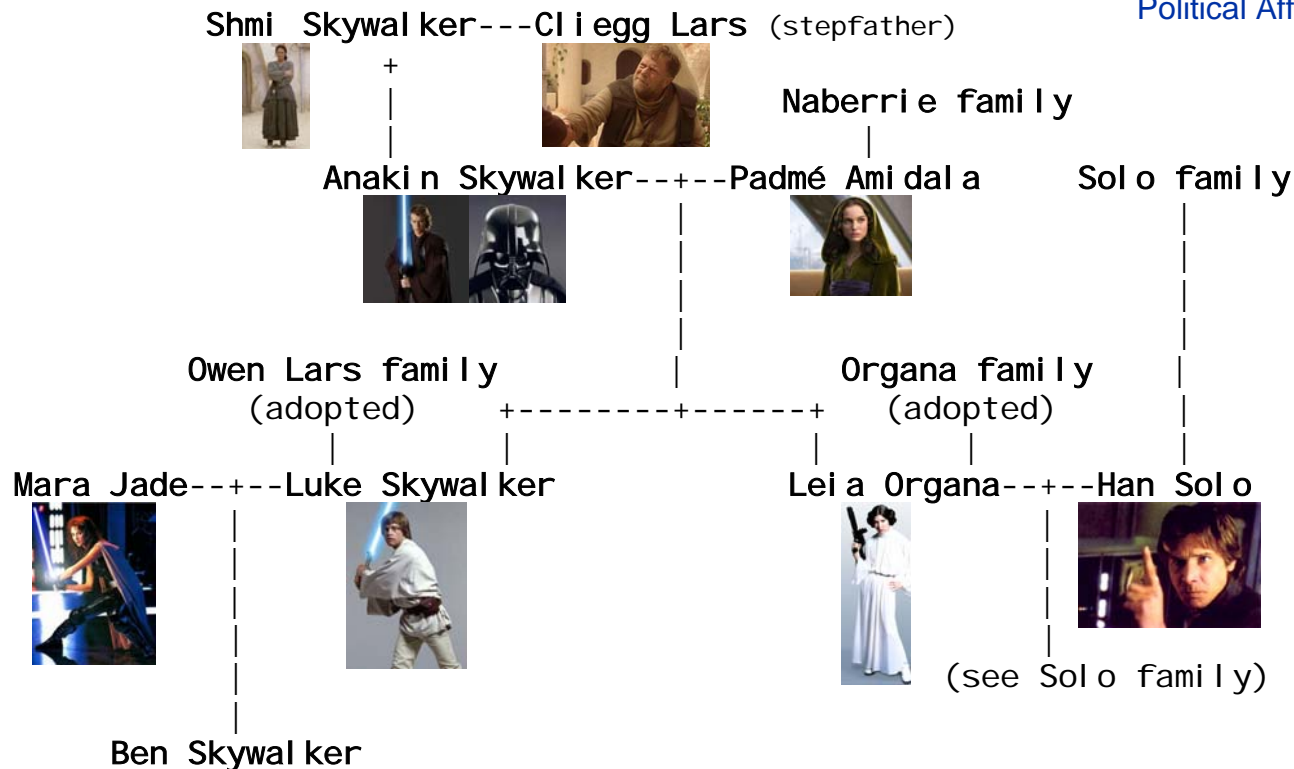 Political Aff
Shmi Skywalker---Cliegg Lars (stepfather)
+
|
Naberrie family
|
|
Anakin Skywalker--+--Padmé Amidala Solo family
| |
| |
| |
| |
Owen Lars family | Organa family |
(adopted) +--------+------+ (adopted) |
| | | | |
Mara Jade--+--Luke Skywalker Leia Organa--+--Han Solo
| |
| |
| |
| |
| (see Solo family)
|
Ben Skywalker